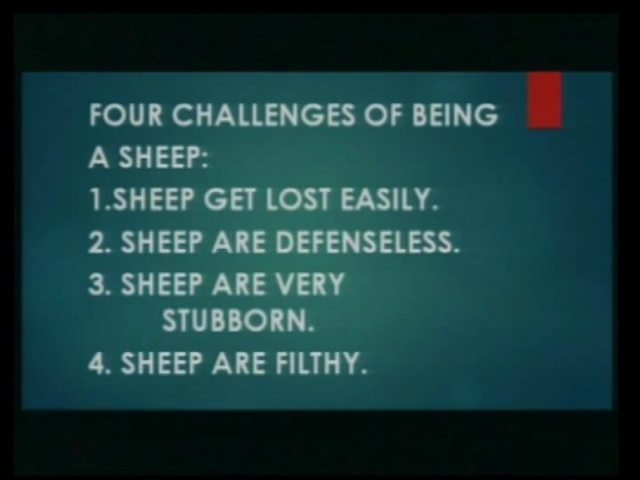 FOUR CHALLENGES OF BEING
A SHEEP:
1.SHEEP GET LOST EASILY.
2. SHEEP ARE DEFENSELESS.
3. SHEEP ARE VERY
STUBBORN.
4. SHEEP ARE FILTHY.